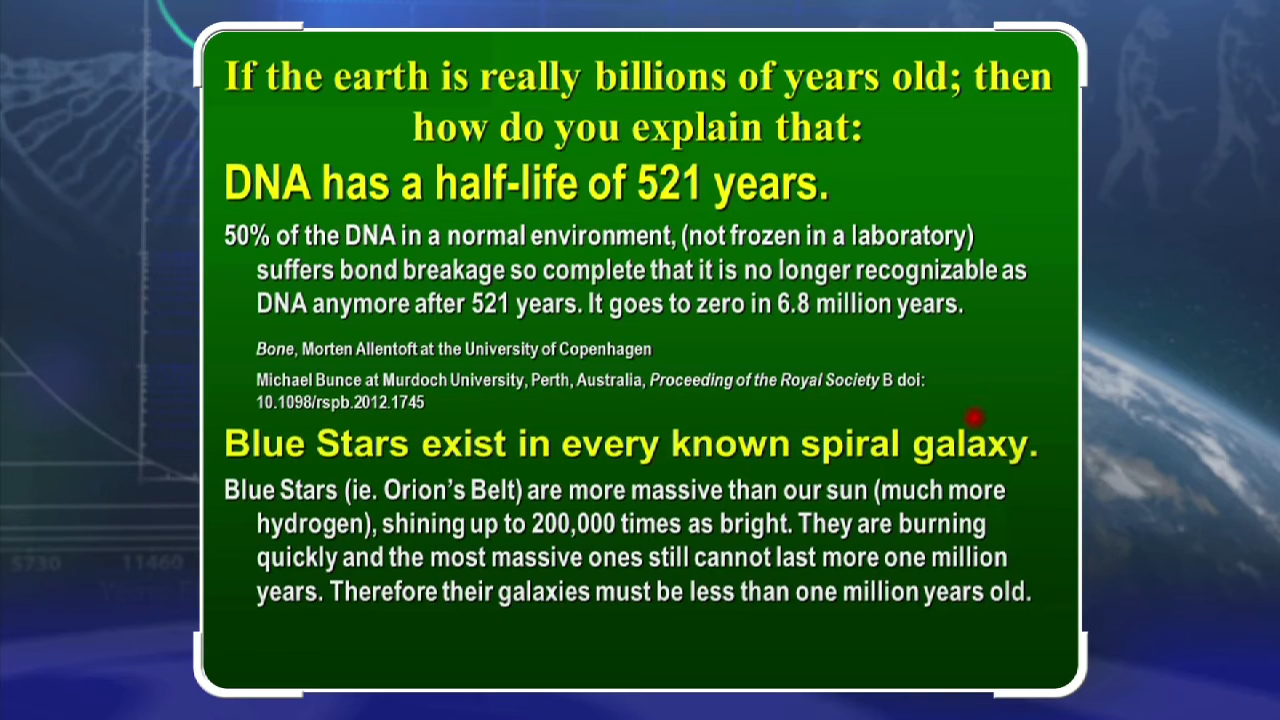 If the earth is really billions of years old; then
how do you explain that:
DNA has a half-life of 521 years.
50% of the DNA in a normal environment, (not frozen in a laboratory)
suffers bond breakage so complete that it is no longer recognizable as
DNA anymore after 521 years. It goes to zero in 6.8 million years.
Bone, Morten Allentoft at the University of Copenhagen
Michael Bunce at Murdoch University, Perth, Australia, Proceeding of the Royal Society B doi:
10.1098/rspb.2012.1745
Blue Stars exist in every known spiral galaxy.
Blue Stars (ie. Orion's Belt) are more massive than our sun (much more
hydrogen), shining up to 200,000 times as bright. They are burning
quickly and the most massive ones still cannot last more one million
years. Therefore their galaxies must be less than one million years old.
5730 11460